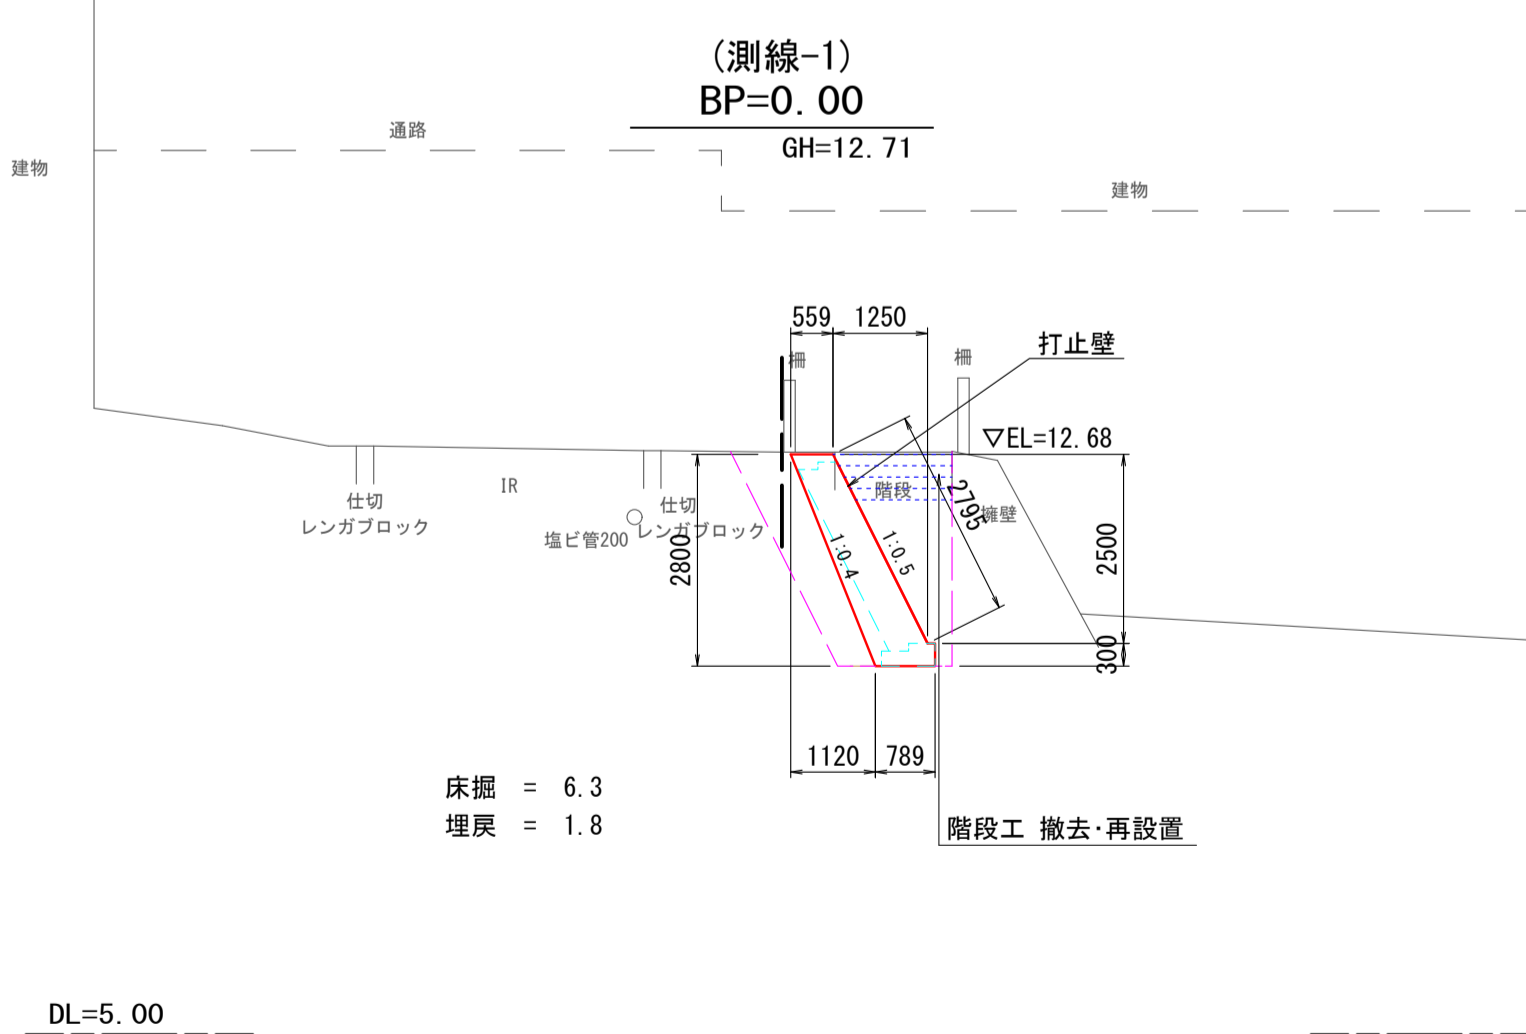 (測線-1)
BP=0.00
GH=12.71
通路
建物
建物
559
1250
打止壁
柵
柵
▽EL=12.68
IR
階段
2795
擁壁
仕切
レンガブロック
仕切
レンガブロック
塩ビ管200
2800
1:0.4
1:0.5
2500
300
1120
789
床掘 = 6.3
埋戻 = 1.8
階段工 撤去・再設置
DL=5.00